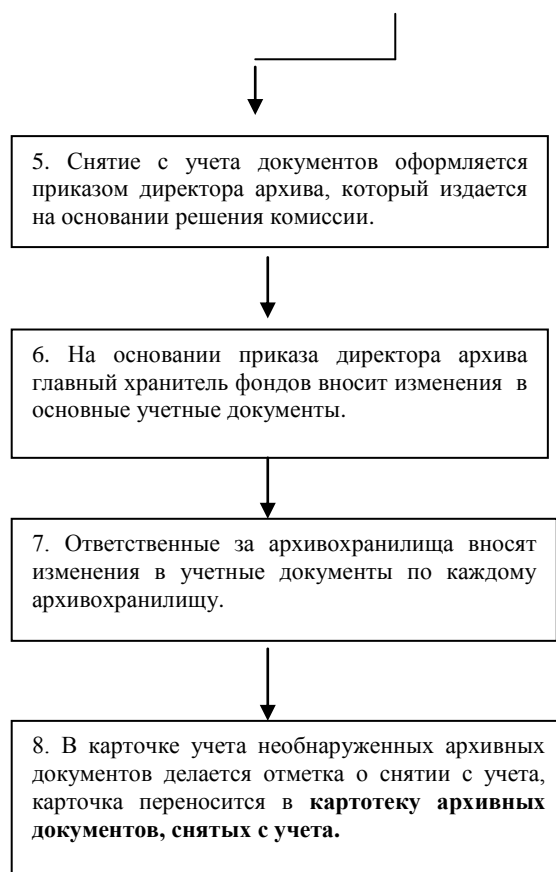 5. Снятие с учета документов оформляется
приказом директора архива, который издается
на основании решения комиссии.
6. На основании приказа директора архива
главный хранитель фондов вносит изменения в
основные учетные документы.
7. Ответственные за архивохранилища вносят
изменения в учетные документы по каждому
архивохранилищу.
8. В карточке учета необнаруженных архивных
документов делается отметка о снятии с учета,
карточка переносится в картотеку архивных
документов, снятых с учета.